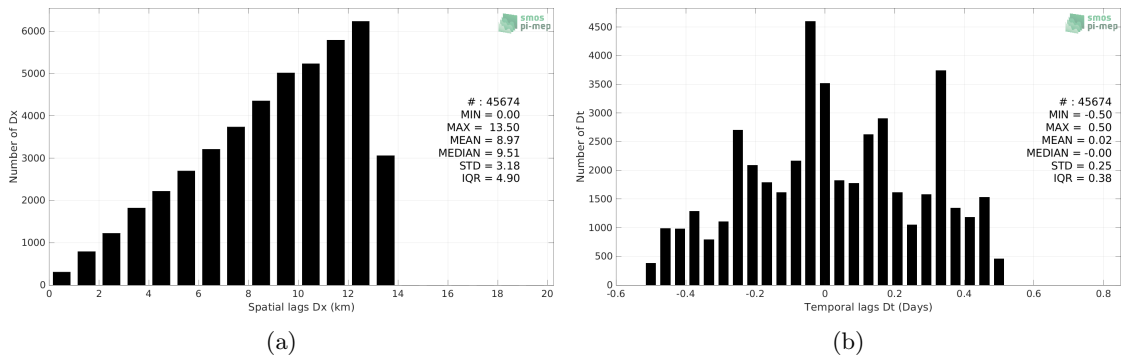 smos
pi-mep
6000
5000
4000
3000
2000
1000
0
Number of Dx
# : 45674
MIN = 0.00
MAX = 13.50
MEAN = 8.97
MEDIAN = 9.51
STD = 3.18
IQR = 4.90
0 2 4 6 8 10 12 14 16 18 20
Spatial lags Dx (km)
(a)
smos
pi-mep
4500
4000
3500
3000
2500
2000
1500
1000
500
0
Number of Dt
# : 45674
MIN = -0.50
MAX = 0.50
MEAN = 0.02
MEDIAN = -0.00
STD = 0.25
IQR = 0.38
-0.6 -0.4 -0.2 0 0.2 0.4 0.6 0.8
Temporal lags Dt (Days)
(b)